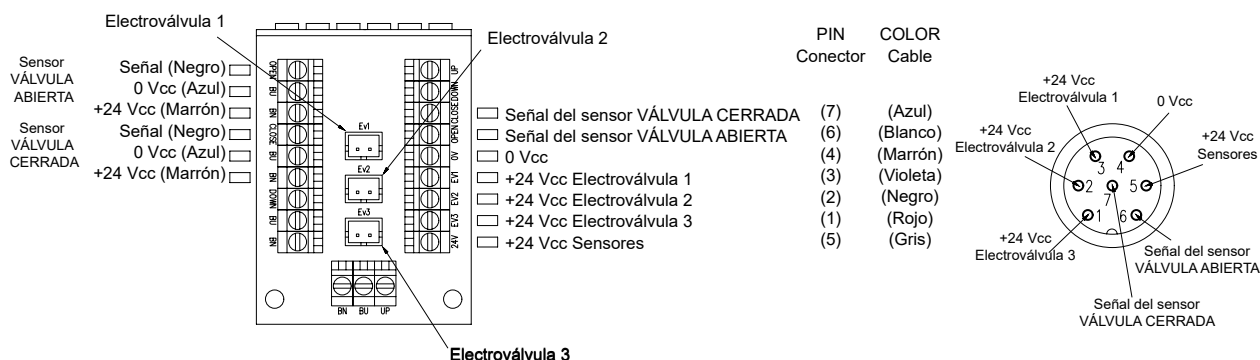 Electroválvula 1
Electroválvula 2
Sensor
VÁLVULA
ABIERTA
Señal (Negro)
0 Vcc (Azul)
+24 Vcc (Marrón)
Sensor
VÁLVULA
CERRADA
Señal (Negro)
0 Vcc (Azul)
+24 Vcc (Marrón)
OPEN
BU
BN
CLOSE
BU
BN
DOWN
BU
BN
Ev1
Ev2
Ev3
UP
DOWN
CLOSE
OPEN
0V
EV1
EV2
EV3
24V
BN BU UP
Electroválvula 3
PIN COLOR
Conector Cable
Señal del sensor VÁLVULA CERRADA (7) (Azul)
Señal del sensor VÁLVULA ABIERTA (6) (Blanco)
0 Vcc (4) (Marrón)
+24 Vcc Electroválvula 1 (3) (Violeta)
+24 Vcc Electroválvula 2 (2) (Negro)
+24 Vcc Electroválvula 3 (1) (Rojo)
+24 Vcc Sensores (5) (Gris)
+24 Vcc
Electroválvula 1
0 Vcc
+24 Vcc
Electroválvula 2
+24 Vcc
Sensores
3 4
2 5
7
1 6
+24 Vcc
Electroválvula 3
Señal del sensor
VÁLVULA ABIERTA
Señal del sensor
VÁLVULA CERRADA